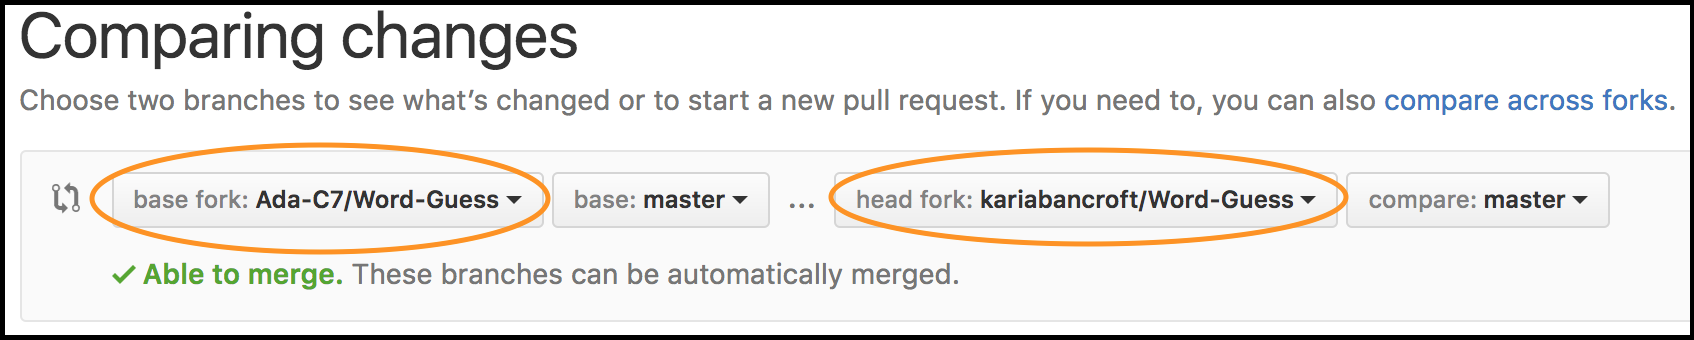 Comparing changes
Choose two branches to see what’s changed or to start a new pull request. If you need to, you can also compare across forks.
base fork: Ada-C7/Word-Guess base: master ... head fork: kariabancroft/Word-Guess compare: master
Able to merge. These branches can be automatically merged.